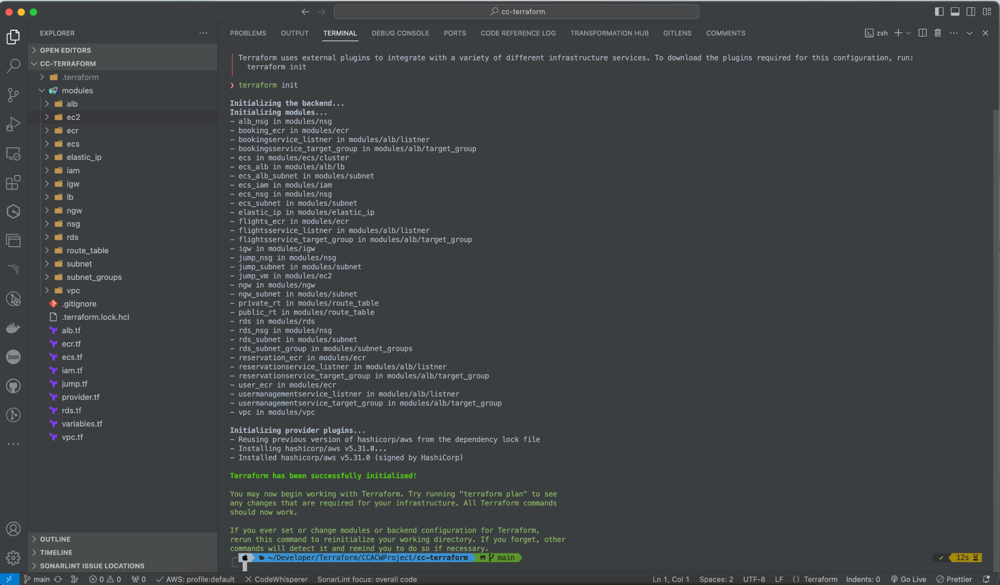 cc-terraform
EXPLORER
OPEN EDITORS
CC-TERRAFORM
.terraform
modules
alb
ec2
ecr
ecs
elastic_ip
iam
igw
lb
ngw
nsg
rds
route_table
subnet
subnet_groups
vpc
.gitignore
.terraform.lock.hcl
alb.tf
ecr.tf
ecs.tf
iam.tf
jump.tf
provider.tf
rds.tf
variables.tf
vpc.tf
Json
OUTLINE
TIMELINE
SONARLINT ISSUE LOCATIONS
PROBLEMS OUTPUT TERMINAL DEBUG CONSOLE PORTS CODE REFERENCE LOG TRANSFORMATION HUB GITLENS COMMENTS zsh
Terraform uses external plugins to integrate with a variety of different infrastructure services. To download the plugins required for this configuration, run:
terraform init
❯ terraform init
Initializing the backend...
Initializing modules...
- alb_nsg in modules/nsg
- booking_ecr in modules/ecr
- bookingservice_listner in modules/alb/listner
- bookingsservice_target_group in modules/alb/target_group
- ecs in modules/ecs/cluster
- ecs_alb in modules/alb/lb
- ecs_alb_subnet in modules/subnet
- ecs_iam in modules/iam
- ecs_nsg in modules/nsg
- ecs_subnet in modules/subnet
- elastic_ip in modules/elastic_ip
- flights_ecr in modules/ecr
- flightsservice_listner in modules/alb/listner
- flightsservice_target_group in modules/alb/target_group
- igw in modules/igw
- jump_nsg in modules/nsg
- jump_subnet in modules/subnet
- jump_vm in modules/ec2
- ngw in modules/ngw
- ngw_subnet in modules/subnet
- private_rt in modules/route_table
- public_rt in modules/route_table
- rds in modules/rds
- rds_nsg in modules/nsg
- rds_subnet in modules/subnet
- rds_subnet_group in modules/subnet_groups
- reservation_ecr in modules/ecr
- reservationservice_listner in modules/alb/listner
- reservationservice_target_group in modules/alb/target_group
- user_ecr in modules/ecr
- usermanagementservice_listner in modules/alb/listner
- usermanagementservice_target_group in modules/alb/target_group
- vpc in modules/vpc
Initializing provider plugins...
- Reusing previous version of hashicorp/aws from the dependency lock file
- Installing hashicorp/aws v5.31.0...
- Installed hashicorp/aws v5.31.0 (signed by HashiCorp)
Terraform has been successfully initialized!
You may now begin working with Terraform. Try running "terraform plan" to see
any changes that are required for your infrastructure. All Terraform commands
should now work.
If you ever set or change modules or backend configuration for Terraform,
rerun this command to reinitialize your working directory. If you forget, other
commands will detect it and remind you to do so if necessary.
~/Developer/Terraform/CCACWProject/cc-terraform main ✔ 12s
main 0 0 0 AWS: profile:default CodeWhisperer SonarLint focus: overall code Ln 1, Col 1 Spaces: 2 UTF-8 LF {} Terraform Indents: 0 Go Live Prettier